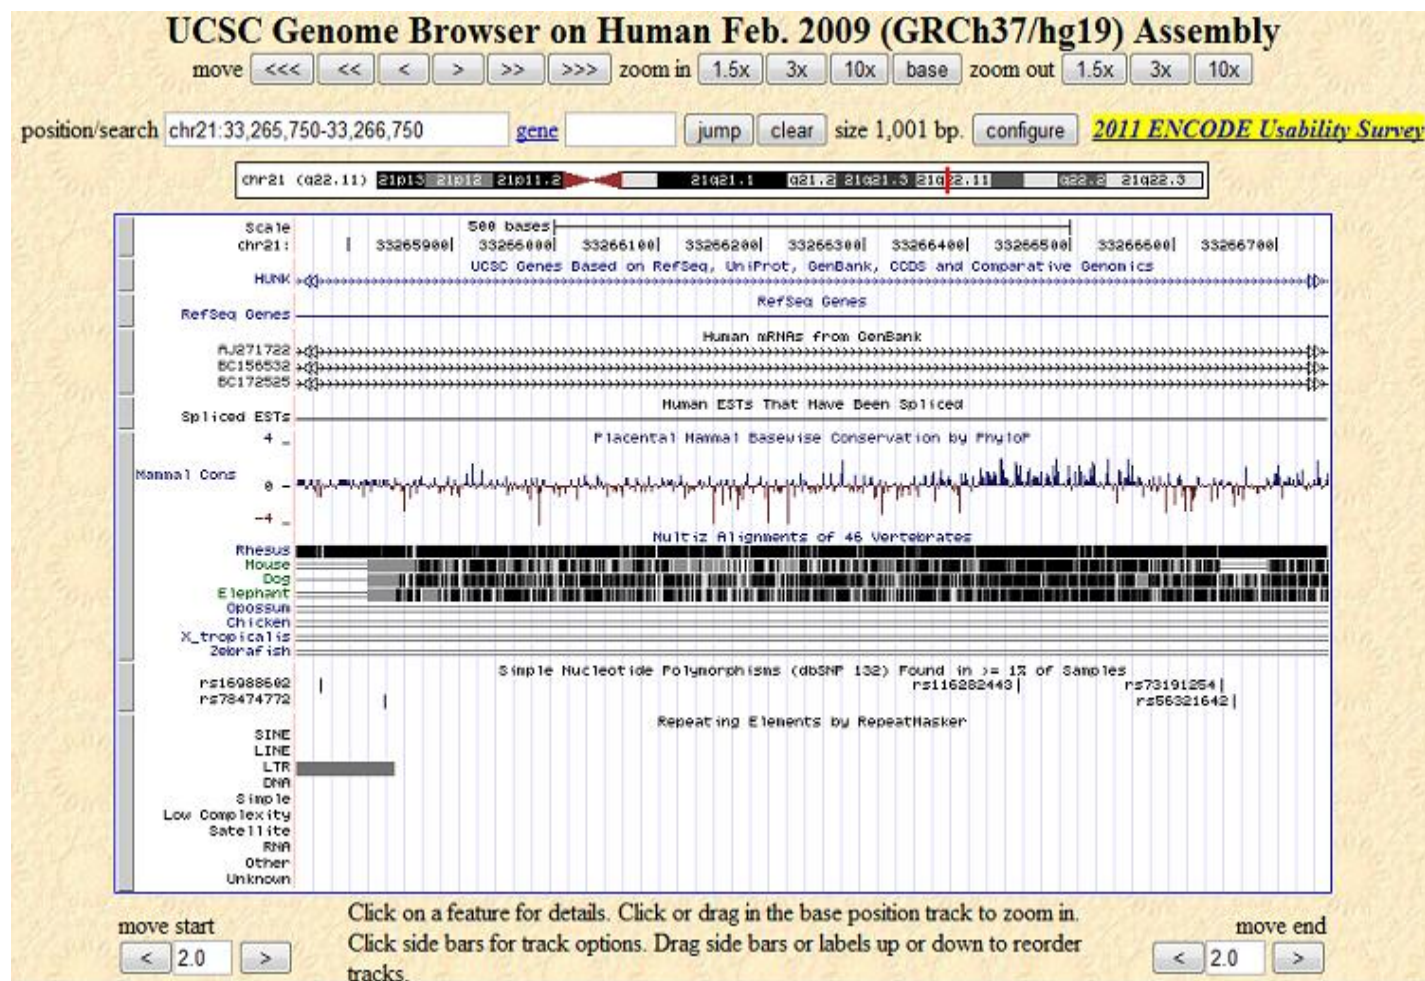 UCSC Genome Browser on Human Feb. 2009 (GRCh37/hg19) Assembly
move <<< << < > >> >>> zoom in 1.5x 3x 10x base zoom out 1.5x 3x 10x
position/search chr21:33,265,750-33,266,750 gene jump clear size 1,001 bp. configure 2011 ENCODE Usability Survey
chr21 (q22.11) 21p13 21p12 21p11.2 21q21.1 q21.2 21q21.3 21q22.11 q22.2 21q22.3
Scale 500 bases
chr21: 33265900 33266000 33266100 33266200 33266300 33266400 33266500 33266600 33266700
UCSC Genes Based on RefSeq, UniProt, GenBank, CCDS and Comparative Genomics
HUNK
RefSeq Genes
RefSeq Genes
Human mRNAs from GenBank
AJ271722
BC156532
BC172525
Human ESTs That Have Been Spliced
Spliced ESTs
Placental Mammal Basewise Conservation by PhyloP
4 _
Mammal Cons
0 -
-4 _
Multiz Alignments of 46 Vertebrates
Rhesus
Mouse
Dog
Elephant
Opossum
Chicken
X_tropicalis
Zebrafish
Simple Nucleotide Polymorphisms (dbSNP 132) Found in >= 1% of Samples
rs16988602 rs116282443 rs73191254
rs78474772 rs56321642
Repeating Elements by RepeatMasker
SINE
LINE
LTR
DNA
Simple
Low Complexity
Satellite
RNA
Other
Unknown
move start
< 2.0 >
Click on a feature for details. Click or drag in the base position track to zoom in.
Click side bars for track options. Drag side bars or labels up or down to reorder
tracks.
move end
< 2.0 >